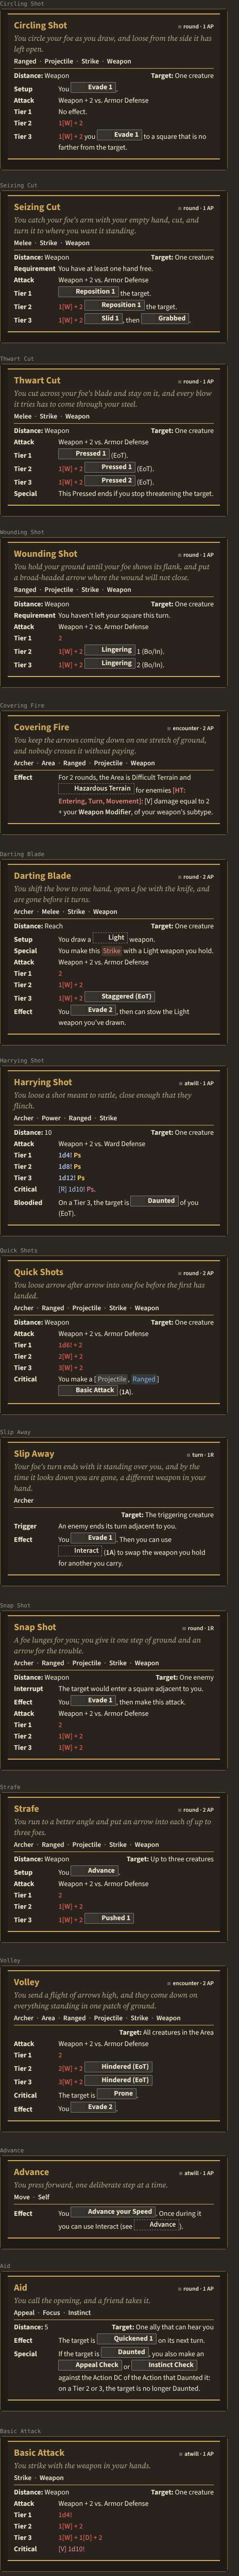 Circling Shot
Circling Shot
round · 1 AP
You circle your foe as you draw, and loose from the side it has
left open.
Ranged · Projectile · Strike · Weapon
Distance: Weapon Target: One creature
Setup You Evade 1.
Attack Weapon + 2 vs. Armor Defense
Tier 1 No effect.
Tier 2 1[W] + 2
Tier 3 1[W] + 2 you Evade 1 to a square that is no
farther from the target.
Seizing Cut
Seizing Cut
round · 1 AP
You catch your foe's arm with your empty hand, cut, and
turn it to where you want it standing.
Melee · Strike · Weapon
Distance: Weapon Target: One creature
Requirement You have at least one hand free.
Attack Weapon + 2 vs. Armor Defense
Tier 1 Reposition 1 the target.
Tier 2 1[W] + 2 Reposition 1 the target.
Tier 3 1[W] + 2 Slid 1, then Grabbed.
Thwart Cut
Thwart Cut
round · 1 AP
You cut across your foe's blade and stay on it, and every blow
it tries has to come through your steel.
Melee · Strike · Weapon
Distance: Weapon Target: One creature
Attack Weapon + 2 vs. Armor Defense
Tier 1 Pressed 1 (EoT).
Tier 2 1[W] + 2 Pressed 1 (EoT).
Tier 3 1[W] + 2 Pressed 2 (EoT).
Special This Pressed ends if you stop threatening the target.
Wounding Shot
Wounding Shot
round · 1 AP
You hold your ground until your foe shows its flank, and put
a broad-headed arrow where the wound will not close.
Ranged · Projectile · Strike · Weapon
Distance: Weapon Target: One creature
Requirement You haven't left your square this turn.
Attack Weapon + 2 vs. Armor Defense
Tier 1 2
Tier 2 1[W] + 2 Lingering 1 (Bo/In).
Tier 3 1[W] + 2 Lingering 2 (Bo/In).
Covering Fire
Covering Fire
encounter · 2 AP
You keep the arrows coming down on one stretch of ground,
and nobody crosses it without paying.
Archer · Area · Ranged · Projectile · Weapon
Effect For 2 rounds, the Area is Difficult Terrain and
Hazardous Terrain for enemies [HT:
Entering, Turn, Movement]: [V] damage equal to 2
+ your Weapon Modifier, of your weapon's subtype.
Darting Blade
Darting Blade
round · 2 AP
You shift the bow to one hand, open a foe with the knife, and
are gone before it turns.
Archer · Melee · Strike · Weapon
Distance: Reach Target: One creature
Setup You draw a Light weapon.
Special You make this Strike with a Light weapon you hold.
Attack Weapon + 2 vs. Armor Defense
Tier 1 2
Tier 2 1[W] + 2
Tier 3 1[W] + 2 Staggered (EoT)
Effect You Evade 2, then can stow the Light
weapon you've drawn.
Harrying Shot
Harrying Shot
atwill · 1 AP
You loose a shot meant to rattle, close enough that they
flinch.
Archer · Power · Ranged · Strike
Distance: 10 Target: One creature
Attack Weapon + 2 vs. Ward Defense
Tier 1 1d4! Ps
Tier 2 1d8! Ps
Tier 3 1d12! Ps
Critical [R] 1d10! Ps.
Bloodied On a Tier 3, the target is Daunted of you
(EoT).
Quick Shots
Quick Shots
round · 2 AP
You loose arrow after arrow into one foe before the first has
landed.
Archer · Ranged · Projectile · Strike · Weapon
Distance: Weapon Target: One creature
Attack Weapon + 2 vs. Armor Defense
Tier 1 1d6! + 2
Tier 2 2[W] + 2
Tier 3 3[W] + 2
Critical You make a [ Projectile , Ranged ]
Basic Attack (1A).
Slip Away
Slip Away
turn · 1R
Your foe's turn ends with it standing over you, and by the
time it looks down you are gone, a different weapon in your
hand.
Archer
Target: The triggering creature
Trigger An enemy ends its turn adjacent to you.
Effect You Evade 1. Then you can use
Interact (1A) to swap the weapon you hold
for another you carry.
Snap Shot
Snap Shot
round · 1R
A foe lunges for you; you give it one step of ground and an
arrow for the trouble.
Archer · Ranged · Projectile · Strike · Weapon
Distance: Weapon Target: One enemy
Interrupt The target would enter a square adjacent to you.
Effect You Evade 1, then make this attack.
Attack Weapon + 2 vs. Armor Defense
Tier 1 2
Tier 2 1[W] + 2
Tier 3 1[W] + 2
Strafe
Strafe
round · 2 AP
You run to a better angle and put an arrow into each of up to
three foes.
Archer · Ranged · Projectile · Strike · Weapon
Distance: Weapon Target: Up to three creatures
Setup You Advance.
Attack Weapon + 2 vs. Armor Defense
Tier 1 2
Tier 2 1[W] + 2
Tier 3 1[W] + 2 Pushed 1
Volley
Volley
encounter · 2 AP
You send a flight of arrows high, and they come down on
everything standing in one patch of ground.
Archer · Area · Ranged · Projectile · Strike · Weapon
Target: All creatures in the Area
Attack Weapon + 2 vs. Armor Defense
Tier 1 2
Tier 2 2[W] + 2 Hindered (EoT)
Tier 3 3[W] + 2 Hindered (EoT)
Critical The target is Prone.
Effect You Evade 2.
Advance
Advance
atwill · 1 AP
You press forward, one deliberate step at a time.
Move · Self
Effect You Advance your Speed. Once during it
you can use Interact (see Advance ).
Aid
Aid
round · 1 AP
You call the opening, and a friend takes it.
Appeal · Focus · Instinct
Distance: 5 Target: One ally that can hear you
Effect The target is Quickened 1 on its next turn.
Special If the target is Daunted, you also make an
Appeal Check or Instinct Check
against the Action DC of the Action that Daunted it:
on a Tier 2 or 3, the target is no longer Daunted.
Basic Attack
Basic Attack
atwill · 1 AP
You strike with the weapon in your hands.
Strike · Weapon
Distance: Weapon Target: One creature
Attack Weapon + 2 vs. Armor Defense
Tier 1 1d4!
Tier 2 1[W] + 2
Tier 3 1[W] + 1[D] + 2
Critical [V] 1d10!